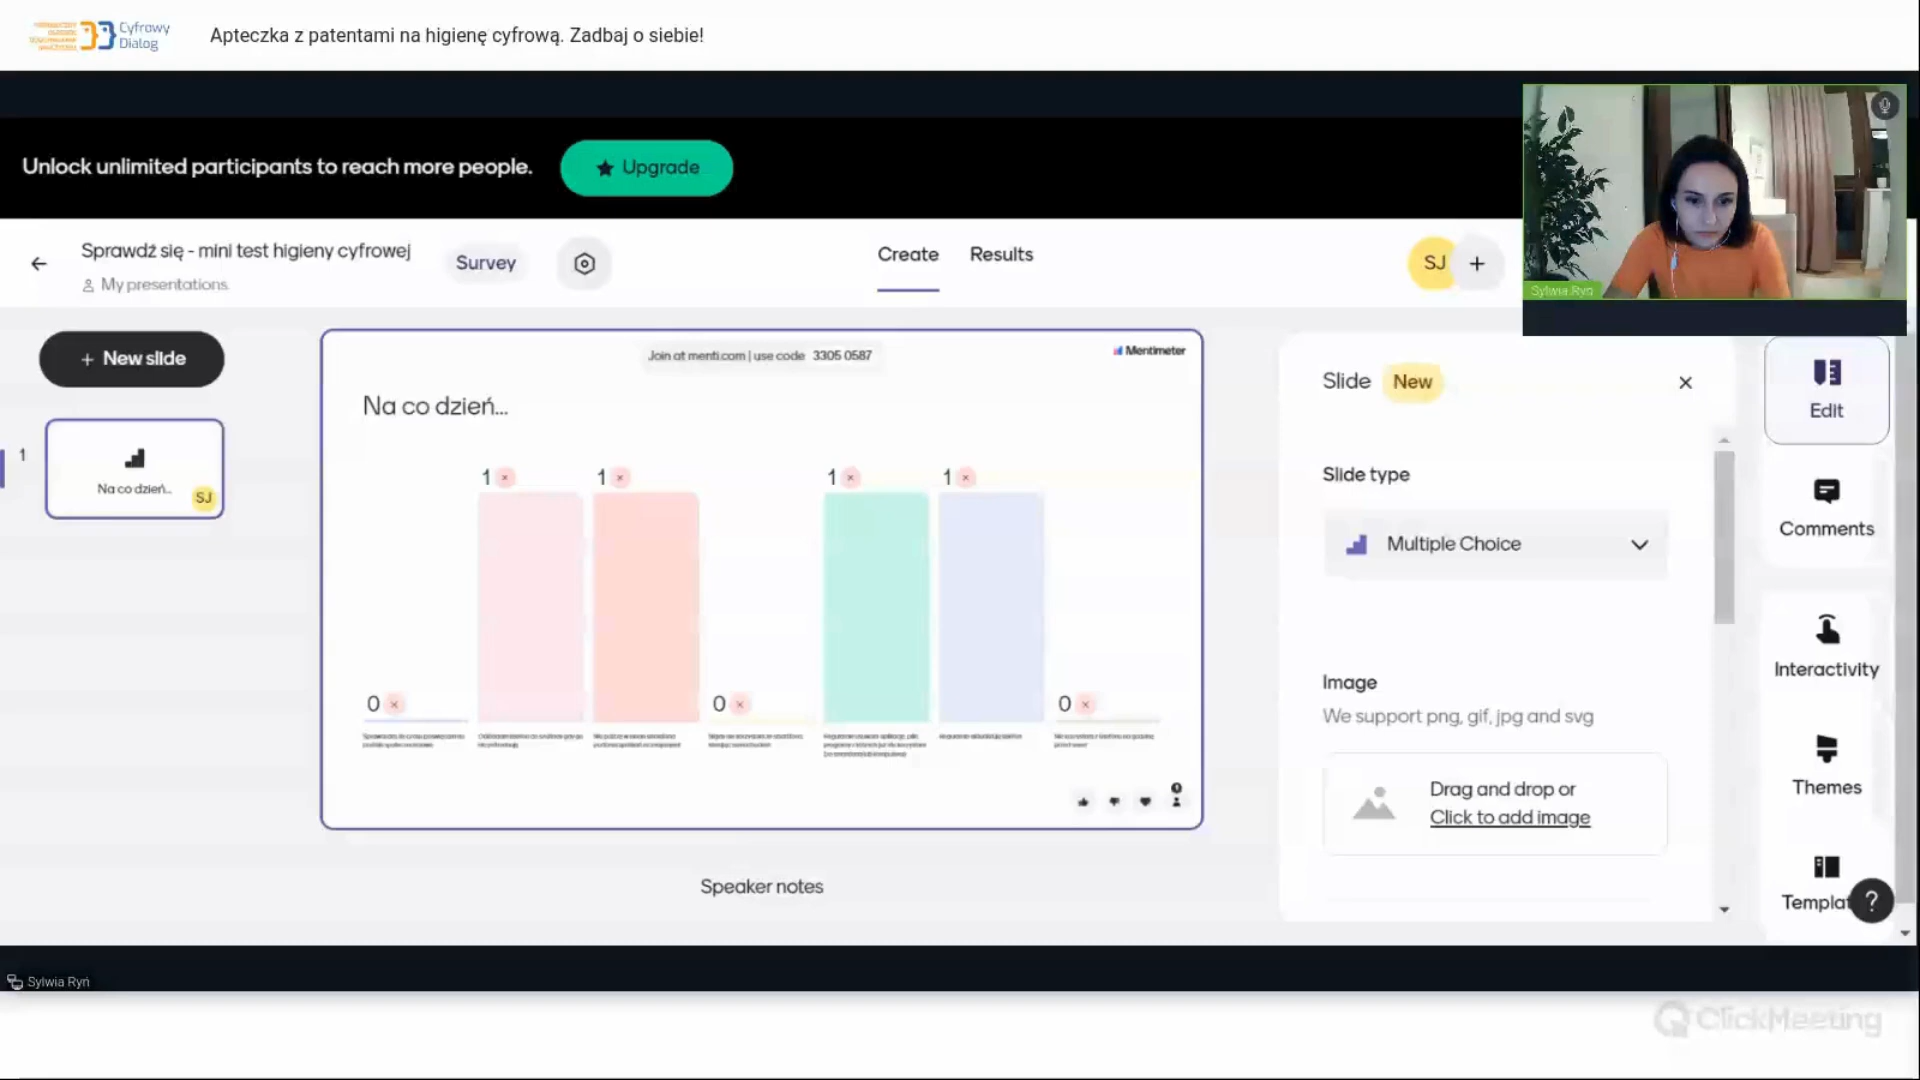 Cyfrowy
Dialog
Apteczka z patentami na higienę cyfrową. Zadbaj o siebie!
Unlock unlimited participants to reach more people.
Upgrade
Sylwia Ryń
Sprawdź się - mini test higieny cyfrowej
My presentations
Survey
Create
Results
SJ
+
+ New slide
1
Na co dzień...
SJ
Join at menti.com | use code 3305 0587
Mentimeter
Na co dzień...
0
1
1
0
1
1
0
Speaker notes
Slide
New
Slide type
Multiple Choice
Image
We support png, gif, jpg and svg
Drag and drop or
Click to add image
Edit
Comments
Interactivity
Themes
Templat
?
Sylwia Ryń
ClickMeeting